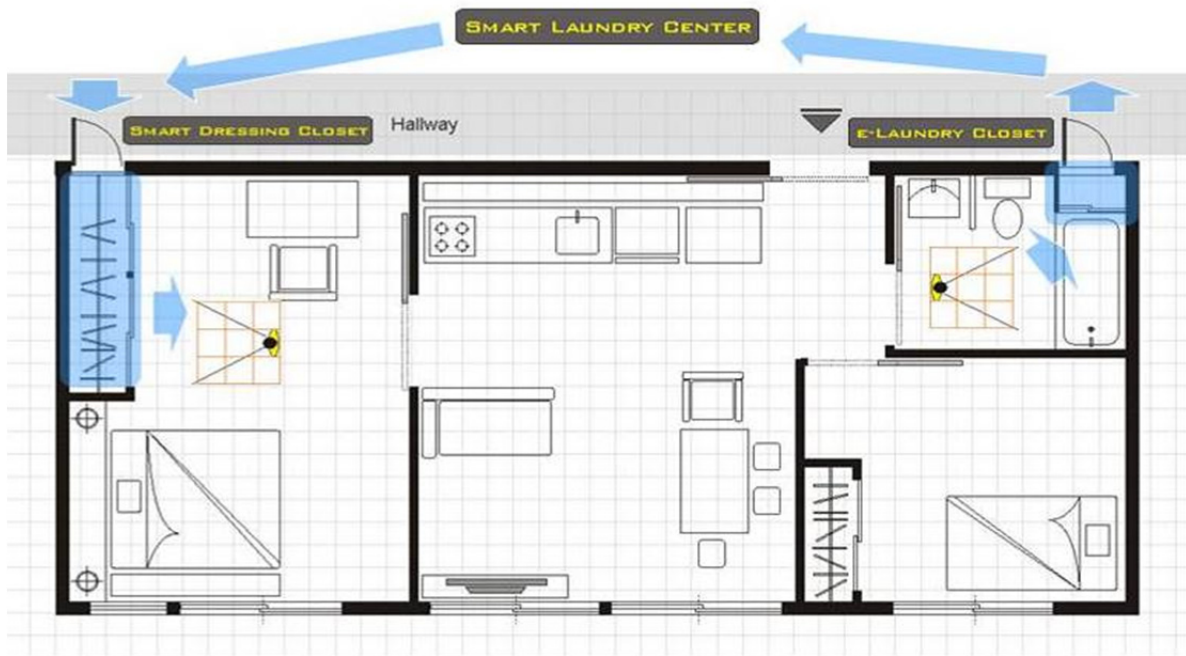 SMART LAUNDRY CENTER
SMART DRESSING CLOSET
Hallway
E-LAUNDRY CLOSET